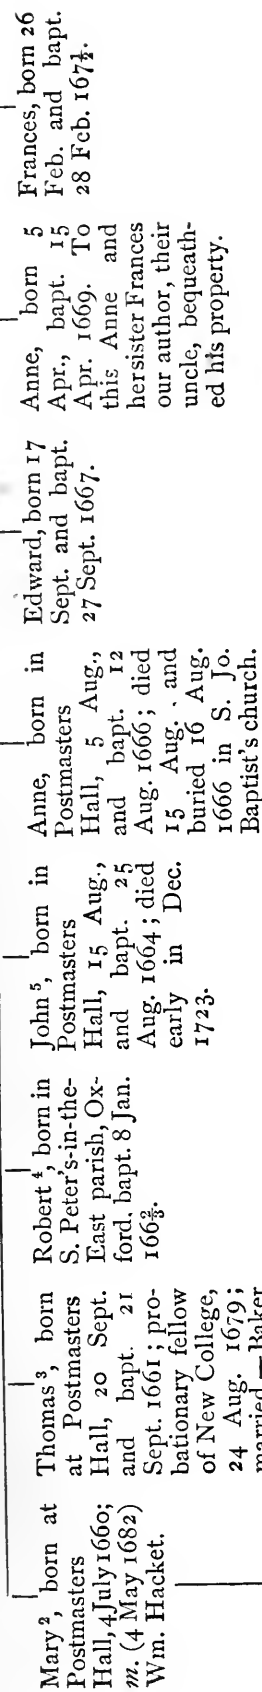 Mary², born at
Postmasters
Hall, 4 July 1660;
m. (4 May 1682)
Wm. Hacket.
Thomas³, born
at Postmasters
Hall, 20 Sept.
and bapt. 21
Sept. 1661; pro-
bationary fellow
of New College,
24 Aug. 1679;
married — Baker
Robert⁴, born in
S. Peter's-in-the-
East parish, Ox-
ford, bapt. 8 Jan.
166⅔.
John⁵, born in
Postmasters
Hall, 15 Aug.,
and bapt. 25
Aug. 1664; died
early in Dec.
1723.
Anne, born in
Postmasters
Hall, 5 Aug.,
and bapt. 12
Aug. 1666; died
15 Aug. and
buried 16 Aug.
1666 in S. Jo.
Baptist's church.
Edward, born 17
Sept. and bapt.
27 Sept. 1667.
Anne, born 5
Apr., bapt. 15
Apr. 1669. To
this Anne and
her sister Frances
our author, their
uncle, bequeath-
ed his property.
Frances, born 26
Feb. and bapt.
28 Feb. 167½.